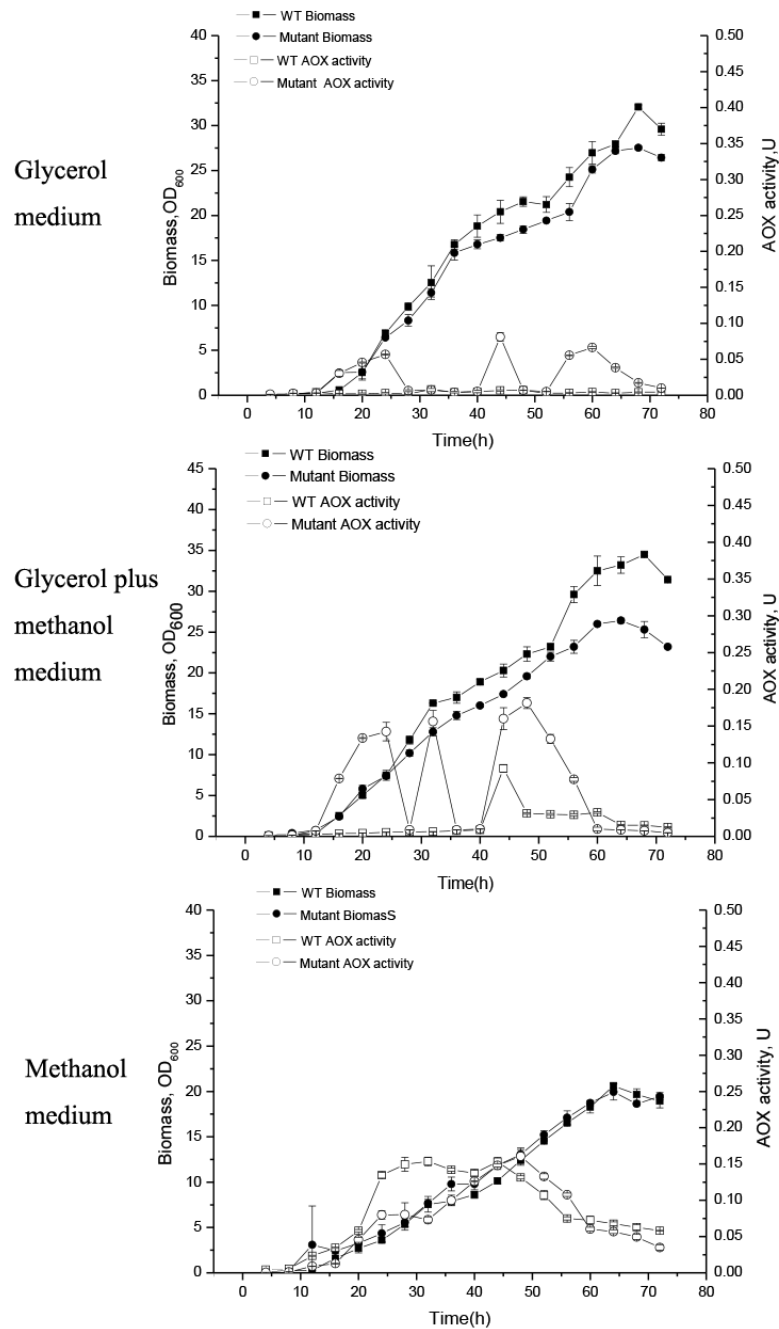 WT Biomass
Mutant Biomass
WT AOX activity
Mutant AOX activity
Glycerol
medium
Biomass, OD600
40
35
30
25
20
15
10
5
0
0.50
0.45
0.40
0.35
0.30
0.25
0.20
0.15
0.10
0.05
0.00
AOX activity,U
0 10 20 30 40 50 60 70 80
Time(h)
WT Biomass
Mutant Biomass
WT AOX activity
Mutant AOX activity
Glycerol plus
methanol
medium
Biomass, OD600
45
40
35
30
25
20
15
10
5
0
0.50
0.45
0.40
0.35
0.30
0.25
0.20
0.15
0.10
0.05
0.00
AOX activity, U
0 10 20 30 40 50 60 70 80
Time(h)
WT Biomass
Mutant BiomasS
WT AOX activity
Mutant AOX activity
Methanol
medium
Biomass, OD600
40
35
30
25
20
15
10
5
0
0.50
0.45
0.40
0.35
0.30
0.25
0.20
0.15
0.10
0.05
0.00
AOX activity, U
0 10 20 30 40 50 60 70 80
Time(h)